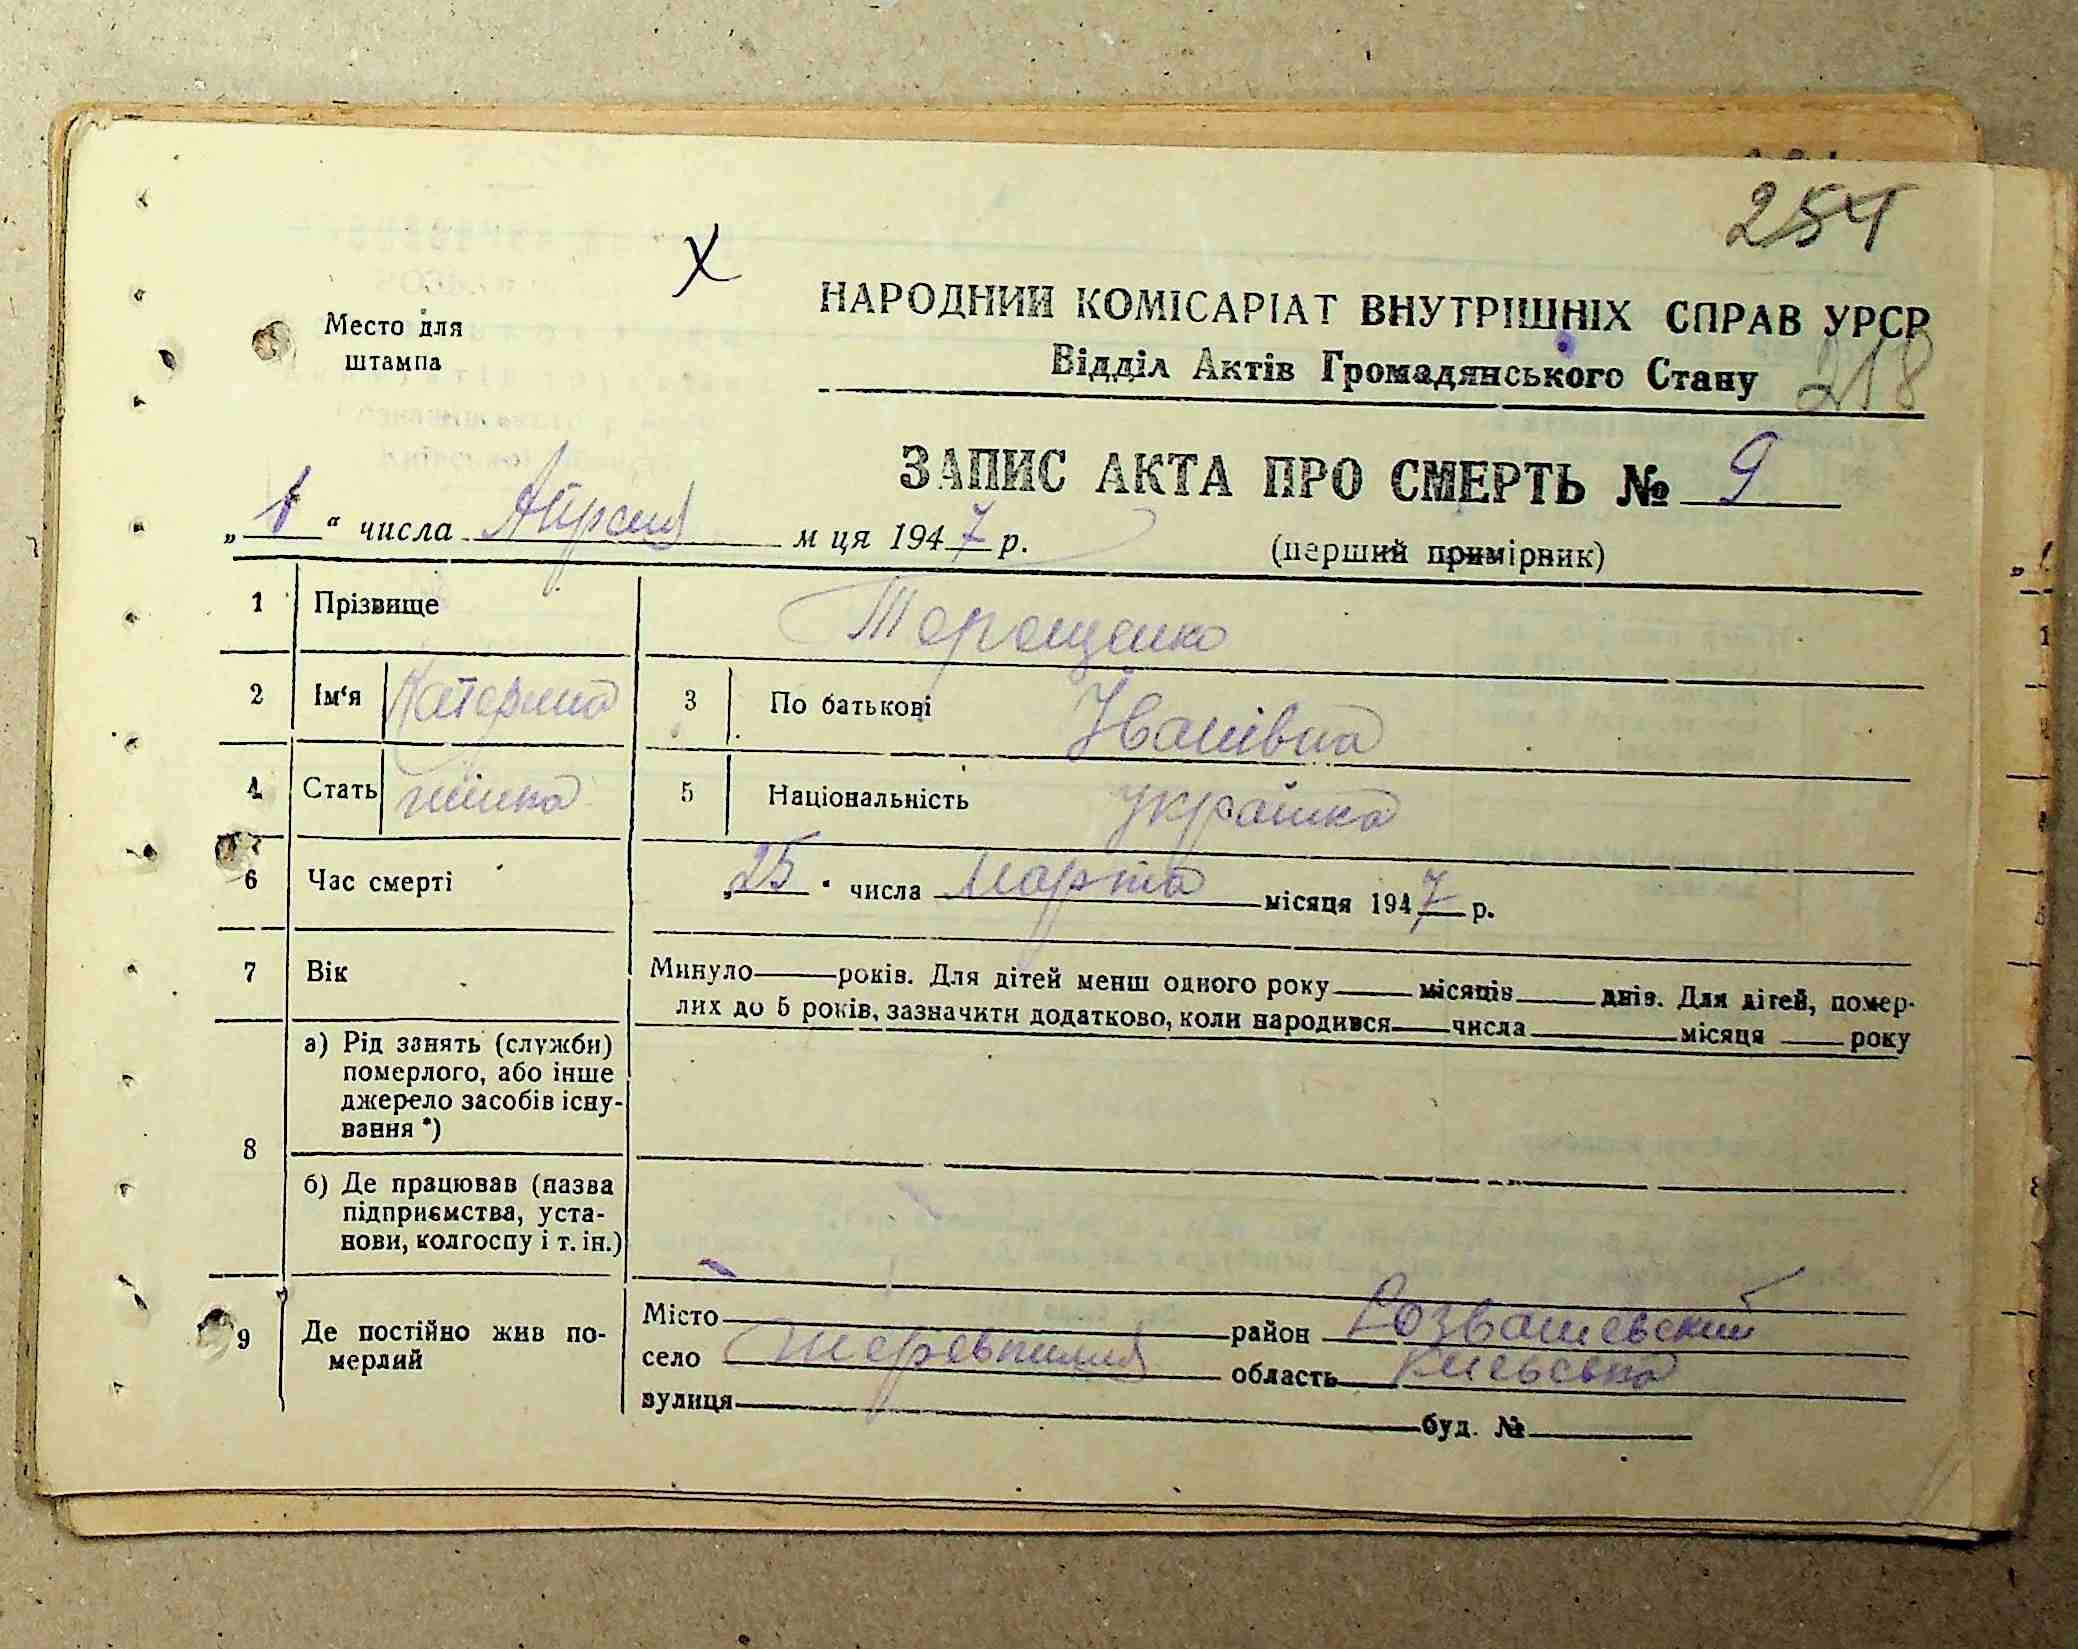 254
Х
Место для
штампа
НАРОДНИЙ КОМІСАРІАТ ВНУТРІШНІХ СПРАВ УРСР
Відділ Актів Громадянського Стану 218
ЗАПИС АКТА ПРО СМЕРТЬ № 9
„ 1 “ числа Апреля м ця 1947 р. (перший примірник)
1 Прізвище Терещенко
2 Ім‘я Катерина 3 По батькові Іванівна
4 Стать жінка 5 Національність українка
6 Час смерті „25“ числа Марта місяця 1947 р.
7 Вік Минуло років. Для дітей менш одного року місяців днів. Для дітей, помер-
лих до 5 років, зазначити додатково, коли народився числа місяця року
8 а) Рід занять (служби)
померлого, або інше
джерело засобів існу-
вання *)
б) Де працював (назва
підприємства, уста-
нови, колгоспу і т. ін.)
9 Де постійно жив по-
мерлий
Місто район Розважевский
село область Киевська
вулиця буд. №